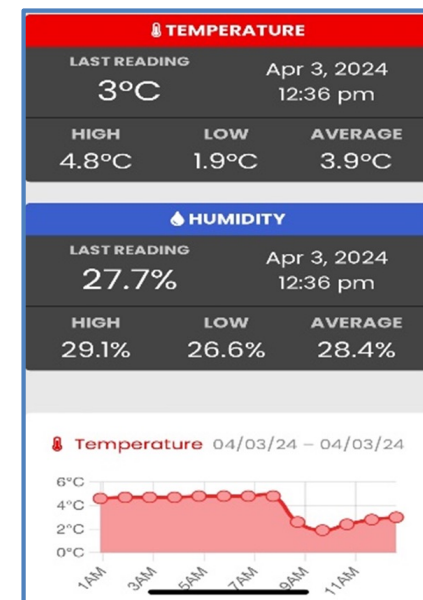 TEMPERATURE
LAST READING
3°C
Apr 3, 2024
12:36 pm
HIGH LOW AVERAGE
4.8°C 1.9°C 3.9°C
HUMIDITY
LAST READING
27.7%
Apr 3, 2024
12:36 pm
HIGH LOW AVERAGE
29.1% 26.6% 28.4%
Temperature 04/03/24 – 04/03/24
6°C
4°C
2°C
0°C
1AM 3AM 5AM 7AM 9AM 11AM